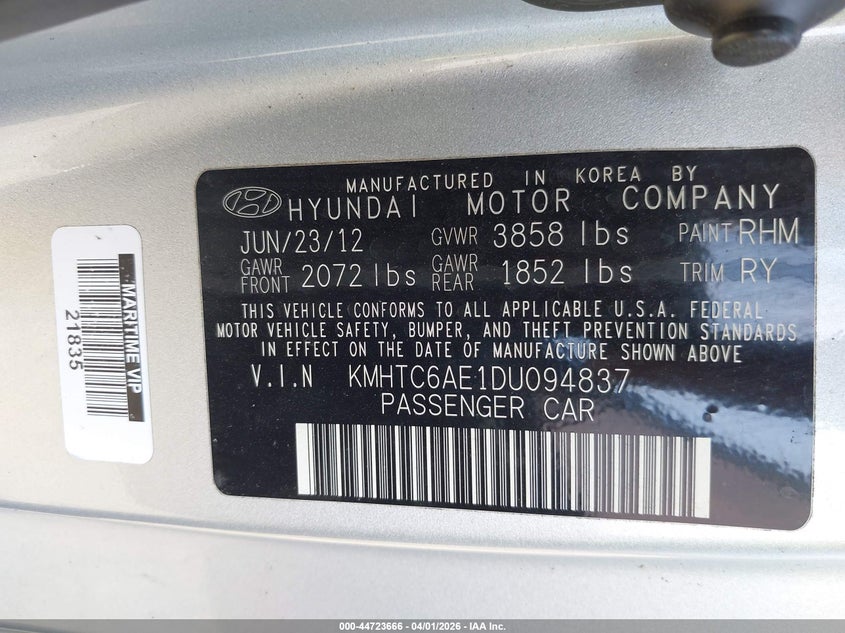 MANUFACTURED IN KOREA BY
HYUNDAI MOTOR COMPANY
JUN/23/12 GVWR 3858 lbs PAINT RHM
GAWR FRONT 2072 lbs GAWR REAR 1852 lbs TRIM RY
THIS VEHICLE CONFORMS TO ALL APPLICABLE U.S.A. FEDERAL
MOTOR VEHICLE SAFETY, BUMPER, AND THEFT PREVENTION STANDARDS
IN EFFECT ON THE DATE OF MANUFACTURE SHOWN ABOVE
V.I.N KMHTC6AE1DU094837
PASSENGER CAR
MARITIME VIP
21835
000-44723666 - 04/01/2026 - IAA Inc.